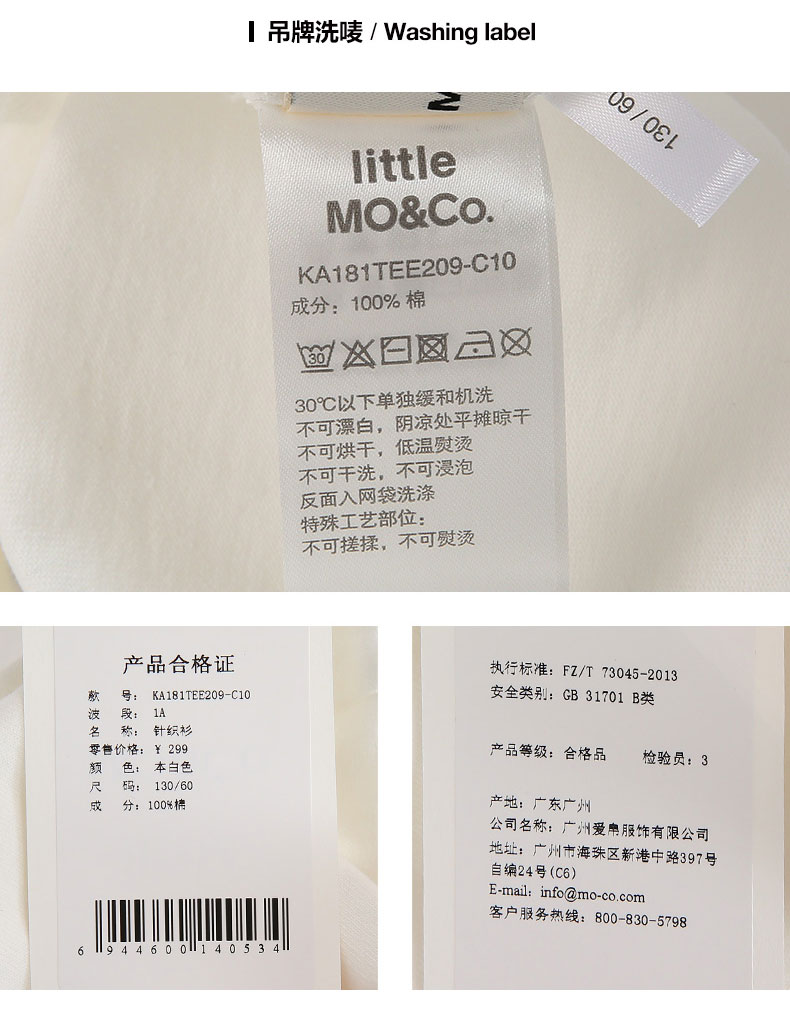 吊牌洗唛 / Washing label
130 / 60
little
MO&Co.
KA181TEE209-C10
成分：100% 棉
30
30℃以下单独缓和机洗
不可漂白，阴凉处平摊晾干
不可烘干，低温熨烫
不可干洗，不可浸泡
反面入网袋洗涤
特殊工艺部位：
不可搓揉，不可熨烫
产品合格证
款 号： KA181TEE209-C10
波 段： 1A
名 称： 针织衫
零售价格： ¥ 299
颜 色： 本白色
尺 码： 130/60
成 分： 100%棉
6 944600 140534
执行标准： FZ/T 73045-2013
安全类别： GB 31701 B类
产品等级： 合格品 检验员： 3
产地： 广东广州
公司名称： 广州爱帛服饰有限公司
地址： 广州市海珠区新港中路397号
自编24号(C6)
E-mail： info@mo-co.com
客户服务热线： 800-830-5798